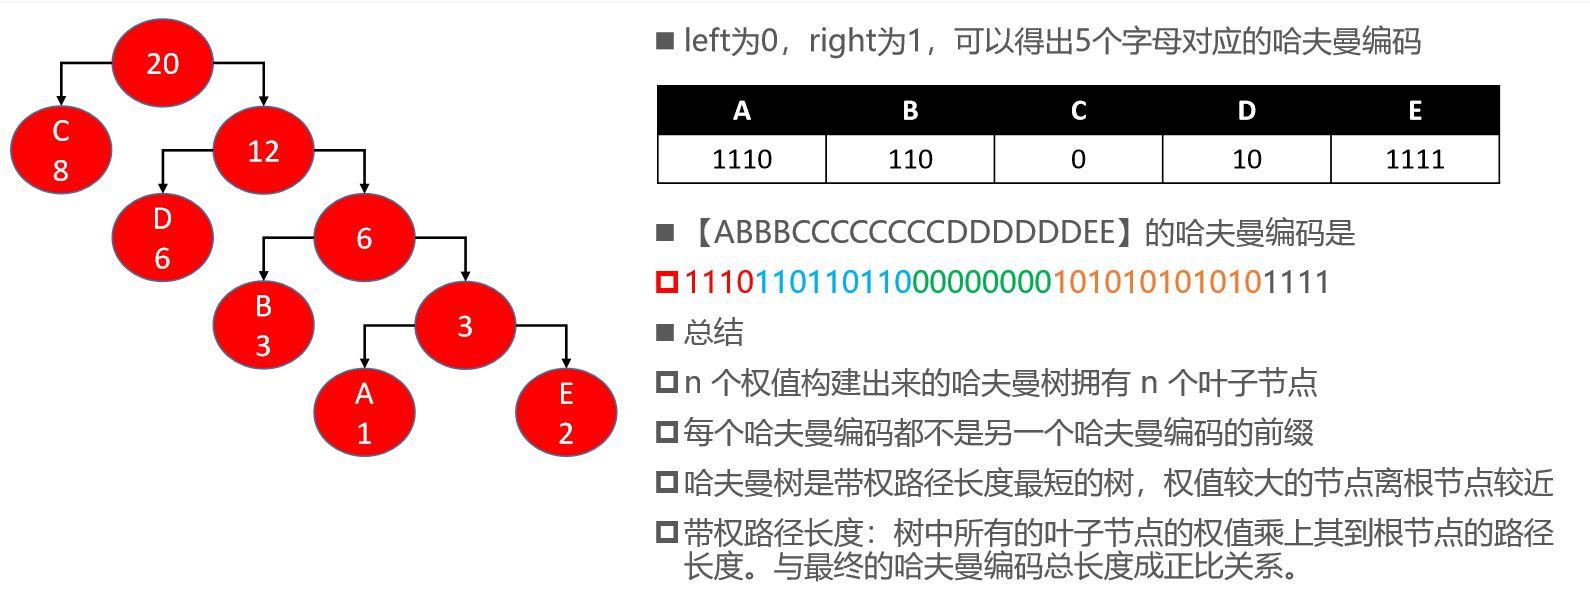 20
C
8
12
D
6
6
B
3
3
A
1
E
2
left为0，right为1，可以得出5个字母对应的哈夫曼编码
A B C D E
1110 110 0 10 1111
【ABBBCCCCCCCCDDDDDDEE】的哈夫曼编码是
1110110110110000000001010101010101111
总结
n 个权值构建出来的哈夫曼树拥有 n 个叶子节点
每个哈夫曼编码都不是另一个哈夫曼编码的前缀
哈夫曼树是带权路径长度最短的树，权值较大的节点离根节点较近
带权路径长度：树中所有的叶子节点的权值乘上其到根节点的路径
长度。与最终的哈夫曼编码总长度成正比关系。